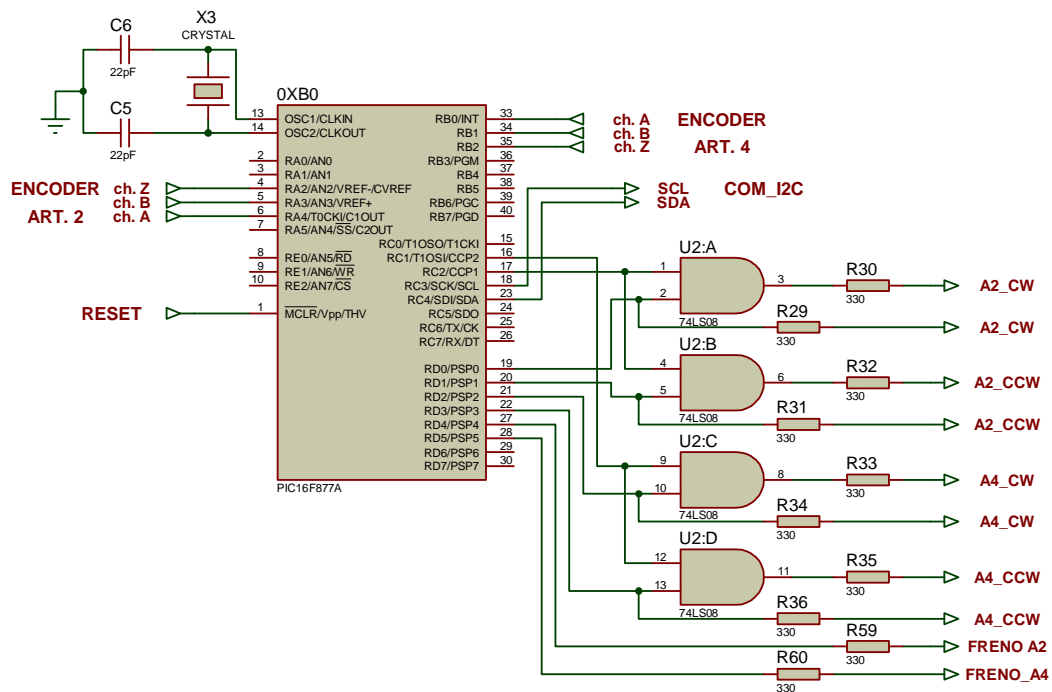 X3
CRYSTAL
C6
22pF
C5
22pF
0XB0
13 OSC1/CLKIN
14 OSC2/CLKOUT
2 RA0/AN0
3 RA1/AN1
4 RA2/AN2/VREF-/CVREF
5 RA3/AN3/VREF+
6 RA4/T0CKI/C1OUT
7 RA5/AN4/SS/C2OUT
8 RE0/AN5/RD
9 RE1/AN6/WR
10 RE2/AN7/CS
1 MCLR/Vpp/THV
RB0/INT 33
RB1 34
RB2 35
RB3/PGM 36
RB4 37
RB5 38
RB6/PGC 39
RB7/PGD 40
RC0/T1OSO/T1CKI 15
RC1/T1OSI/CCP2 16
RC2/CCP1 17
RC3/SCK/SCL 18
RC4/SDI/SDA 23
RC5/SDO 24
RC6/TX/CK 25
RC7/RX/DT 26
RD0/PSP0 19
RD1/PSP1 20
RD2/PSP2 21
RD3/PSP3 22
RD4/PSP4 27
RD5/PSP5 28
RD6/PSP6 29
RD7/PSP7 30
PIC16F877A
ENCODER ch. Z
ch. B
ART. 2 ch. A
RESET
ch. A ENCODER
ch. B
ch. Z ART. 4
SCL COM_I2C
SDA
U2:A
1
2
3
74LS08
R30
330
A2_CW
R29
330
A2_CW
U2:B
4
5
6
74LS08
R32
330
A2_CCW
R31
330
A2_CCW
U2:C
9
10
8
74LS08
R33
330
A4_CW
R34
330
A4_CW
U2:D
12
13
11
74LS08
R35
330
A4_CCW
R36
330
A4_CCW
R59
330
FRENO A2
R60
330
FRENO_A4